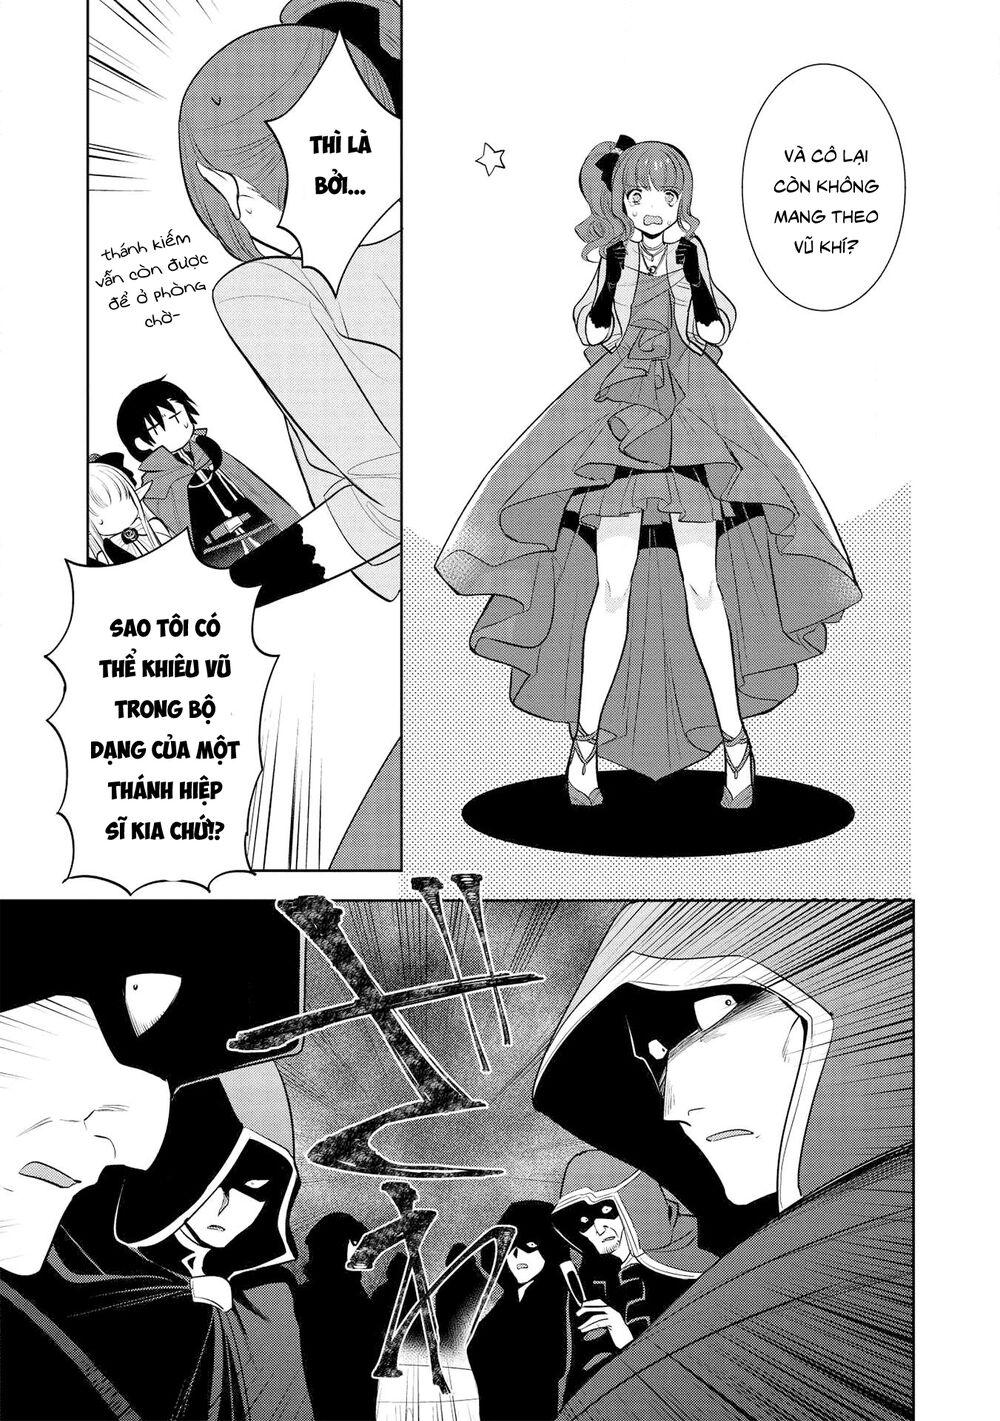 VÀ CÔ LẠI
CÒN KHÔNG
MANG THEO
VŨ KHÍ?
THÌ LÀ
BỞI...
thánh kiếm
vẫn còn được
để ở phòng
chờ-
SAO TÔI CÓ
THỂ KHIÊU VŨ
TRONG BỘ
DẠNG CỦA MỘT
THÁNH HIỆP
SĨ KIA CHỨ!?